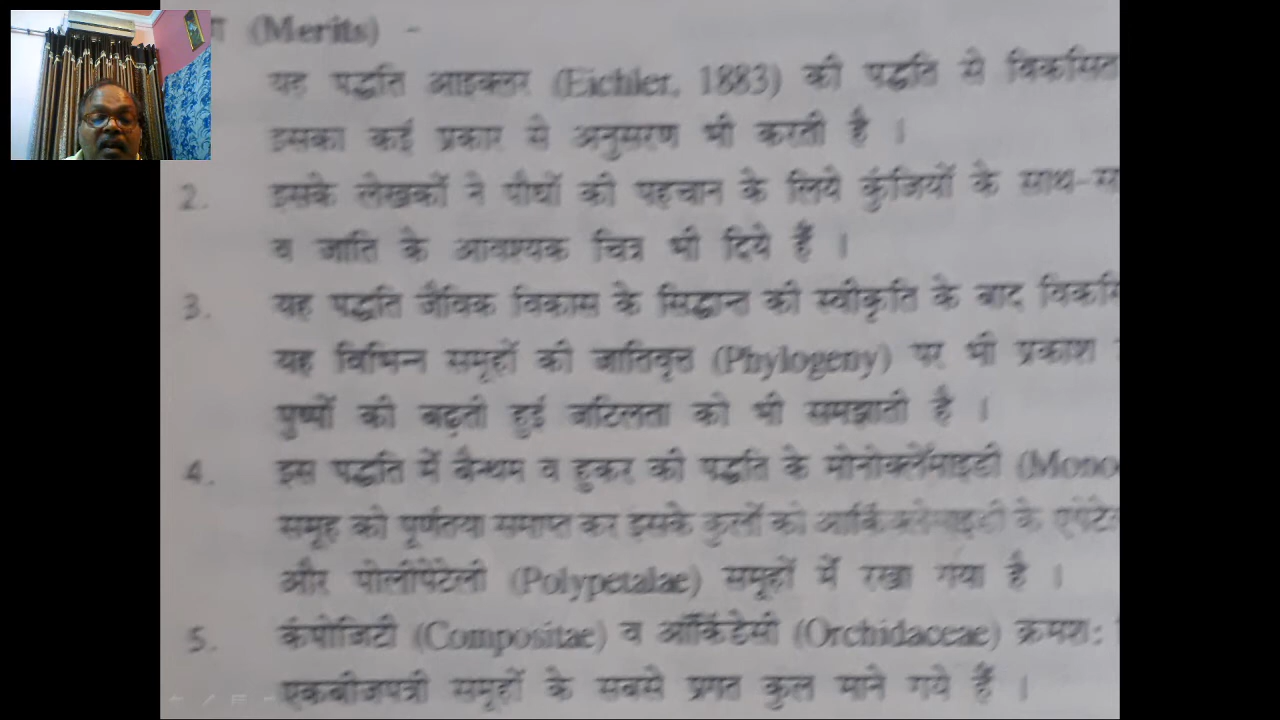 (Merits) -
यह पद्धति आइक्लर (Eichler, 1883) की पद्धति से विकसित
इसका कई प्रकार से अनुसरण भी करती है ।
2. इसके लेखकों ने पौधों की पहचान के लिये कुंजियों के साथ-
व जाति के आवश्यक चित्र भी दिये हैं ।
3. यह पद्धति जैविक विकास के सिद्धान्त की स्वीकृति के बाद
यह विभिन्न समूहों की जातिवृत्त (Phylogeny) पर भी प्रकाश
पुष्पों की बढ़ती हुई जटिलता को भी समझाती है ।
4. इस पद्धति में बैन्थम व हुकर की पद्धति के मोनोक्लैमाइडी (Mono
समूह को पूर्णतया समाप्त कर इसके कुलों को आर्किक्लेमाइडी के
और पोलीपेटेली (Polypetalae) समूहों में रखा गया है ।
5. कंपोजिटी (Compositae) व ऑर्किडेसी (Orchidaceae) क्रमश:
एकबीजपत्री समूहों के सबसे प्रगत कुल माने गये हैं ।